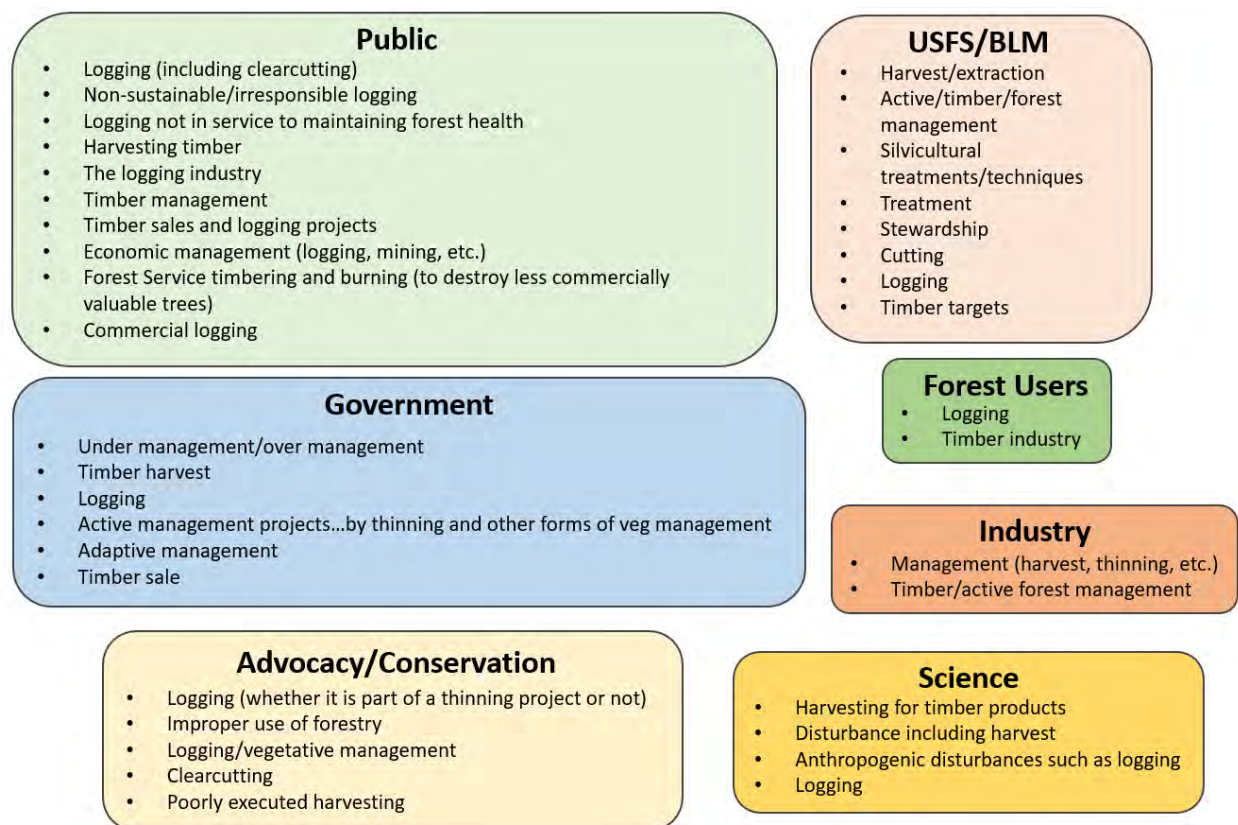 Public
• Logging (including clearcutting)
• Non-sustainable/irresponsible logging
• Logging not in service to maintaining forest health
• Harvesting timber
• The logging industry
• Timber management
• Timber sales and logging projects
• Economic management (logging, mining, etc.)
• Forest Service timbering and burning (to destroy less commercially
valuable trees)
• Commercial logging
USFS/BLM
• Harvest/extraction
• Active/timber/forest
management
• Silvicultural
treatments/techniques
• Treatment
• Stewardship
• Cutting
• Logging
• Timber targets
Forest Users
• Logging
• Timber industry
Government
• Under management/over management
• Timber harvest
• Logging
• Active management projects...by thinning and other forms of veg management
• Adaptive management
• Timber sale
Industry
• Management (harvest, thinning, etc.)
• Timber/active forest management
Advocacy/Conservation
• Logging (whether it is part of a thinning project or not)
• Improper use of forestry
• Logging/vegetative management
• Clearcutting
• Poorly executed harvesting
Science
• Harvesting for timber products
• Disturbance including harvest
• Anthropogenic disturbances such as logging
• Logging